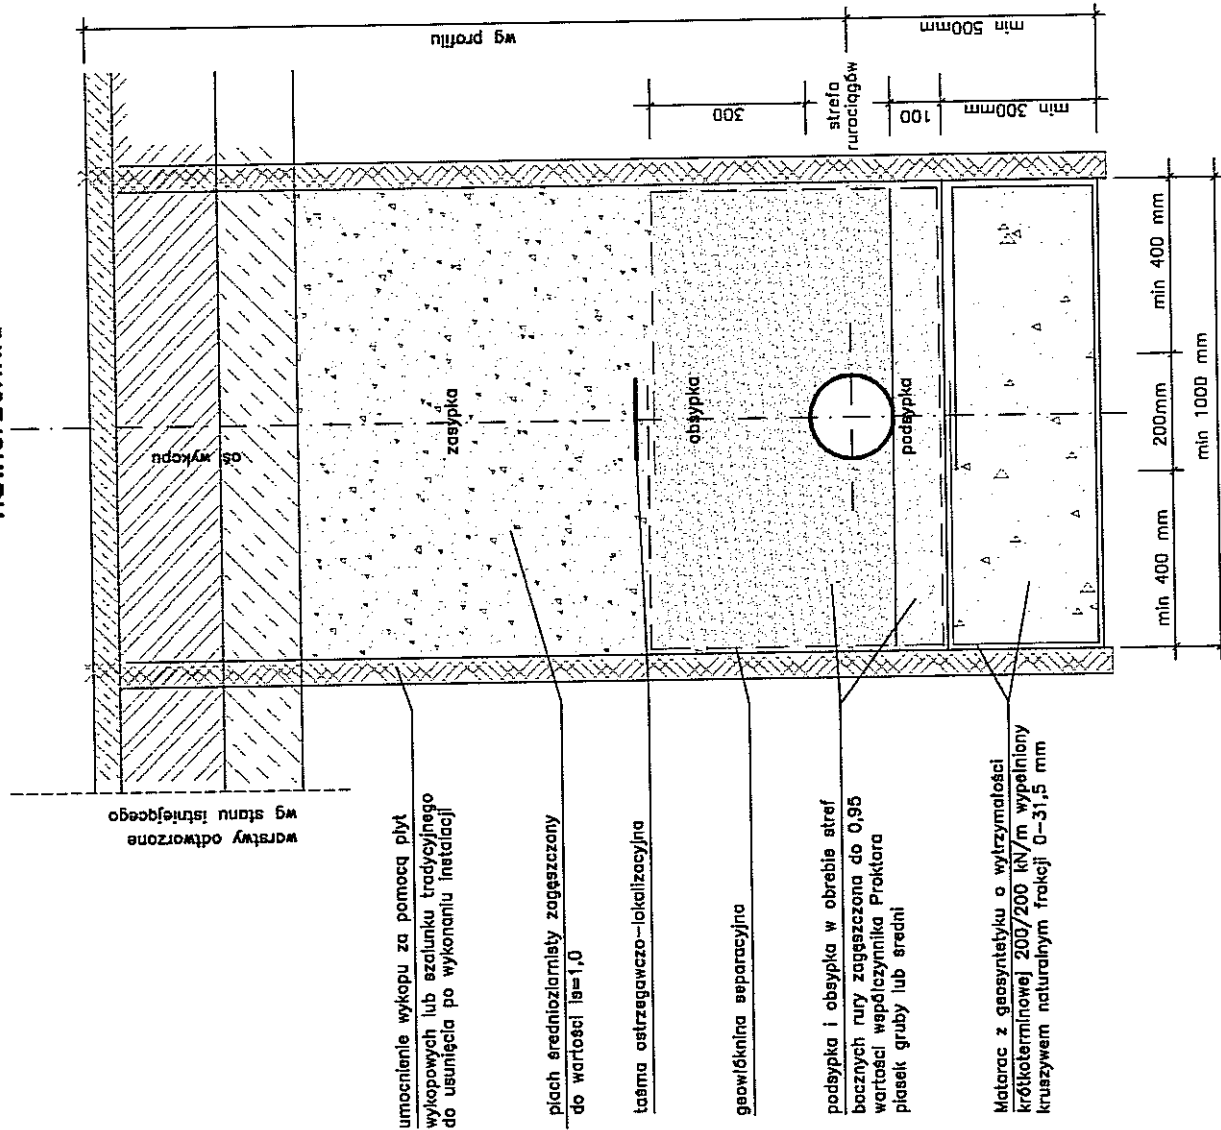 wg profilu
min 500mm
300
strefa
rurociągów
100
min 300mm
oś wykopu
zasypka
obsypka
podsypka
warstwy odtworzone
wg stanu istniejącego
umocnienie wykopu za pomocą płyt
wykopowych lub szalunku tradycyjnego
do usunięcia po wykonaniu instalacji
piach średnioziarnisty zagęszczany
do wartości Is=1,0
taśma ostrzegawczo-lokalizacyjna
geowłóknina separacyjna
podsypka i obsypka w obrębie stref
bocznych rury zagęszczona do 0,95
wartości współczynnika Proktora
piasek gruby lub średni
Materac z geosyntetyku o wytrzymałości
krótkoterminowej 200/200 kN/m wypełniony
kruszywem naturalnym frakcji 0-31,5 mm
min 400 mm
200mm
min 400 mm
min 1000 mm